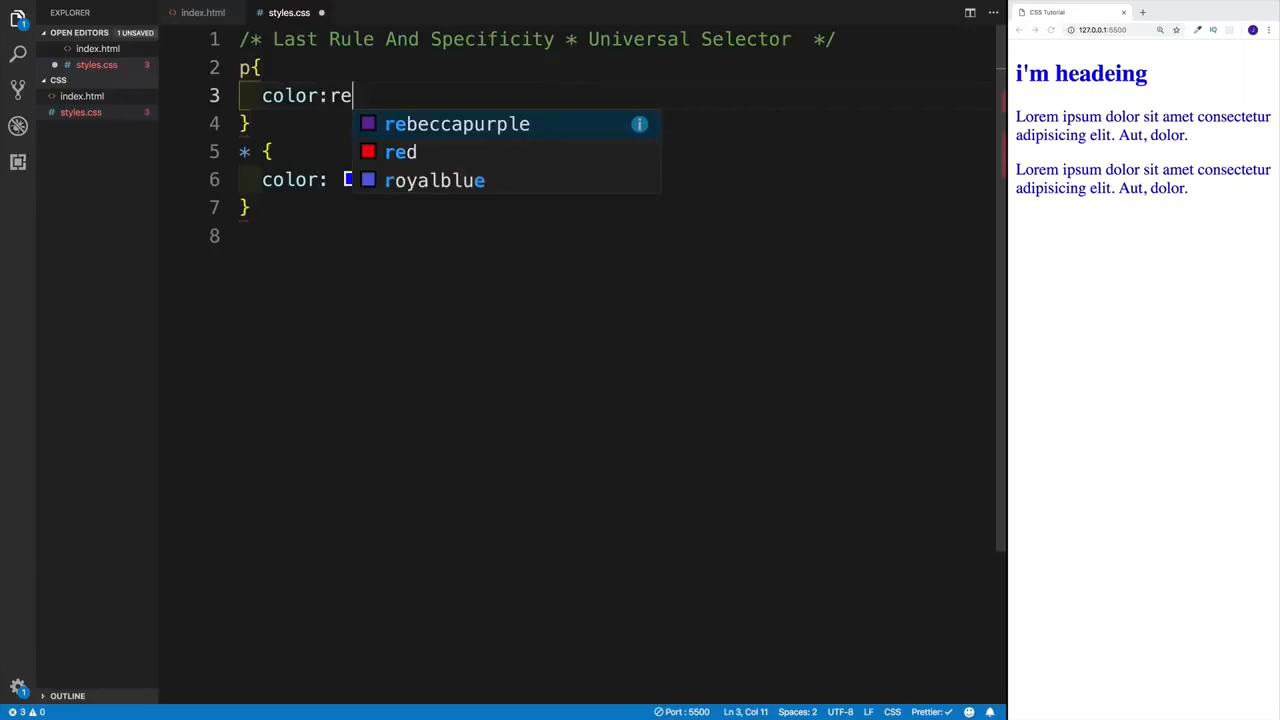 EXPLORER
OPEN EDITORS 1 UNSAVED
index.html
styles.css 3
CSS
index.html
styles.css 3
OUTLINE
index.html
# styles.css
1 /* Last Rule And Specificity * Universal Selector */
2 p{
3 color:re
rebeccapurple
red
royalblue
4 }
5 * {
6 color:
7 }
8
CSS Tutorial
127.0.0.1:5500
i'm headeing
Lorem ipsum dolor sit amet consectetur
adipisicing elit. Aut, dolor.
Lorem ipsum dolor sit amet consectetur
adipisicing elit. Aut, dolor.
3 0
Port : 5500 Ln 3, Col 11 Spaces: 2 UTF-8 LF CSS Prettier: ✓